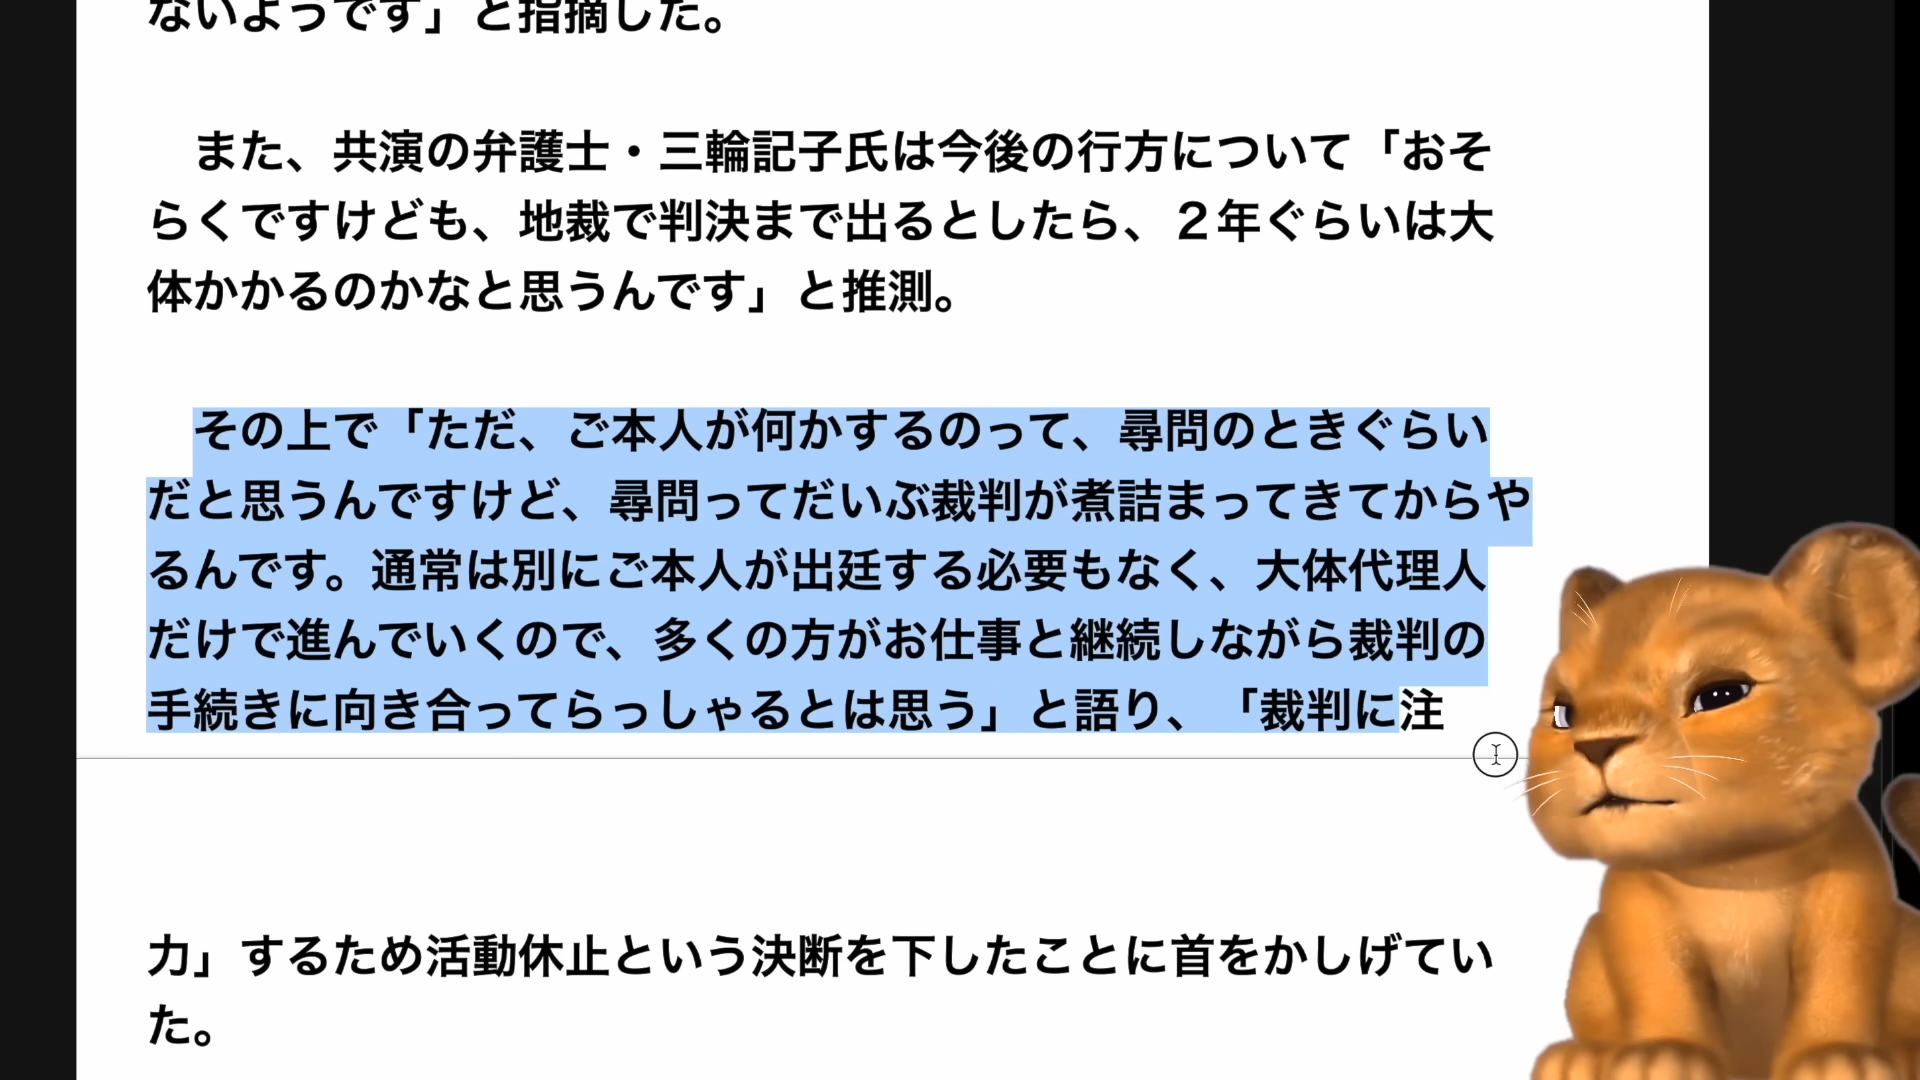 ないようです」と指摘した。
また、共演の弁護士・三輪記子氏は今後の行方について「おそ
らくですけども、地裁で判決まで出るとしたら、２年ぐらいは大
体かかるのかなと思うんです」と推測。
その上で「ただ、ご本人が何かするのって、尋問のときぐらい
だと思うんですけど、尋問ってだいぶ裁判が煮詰まってきてからや
るんです。通常は別にご本人が出廷する必要もなく、大体代理人
だけで進んでいくので、多くの方がお仕事と継続しながら裁判の
手続きに向き合ってらっしゃるとは思う」と語り、「裁判に注
力」するため活動休止という決断を下したことに首をかしげてい
た。